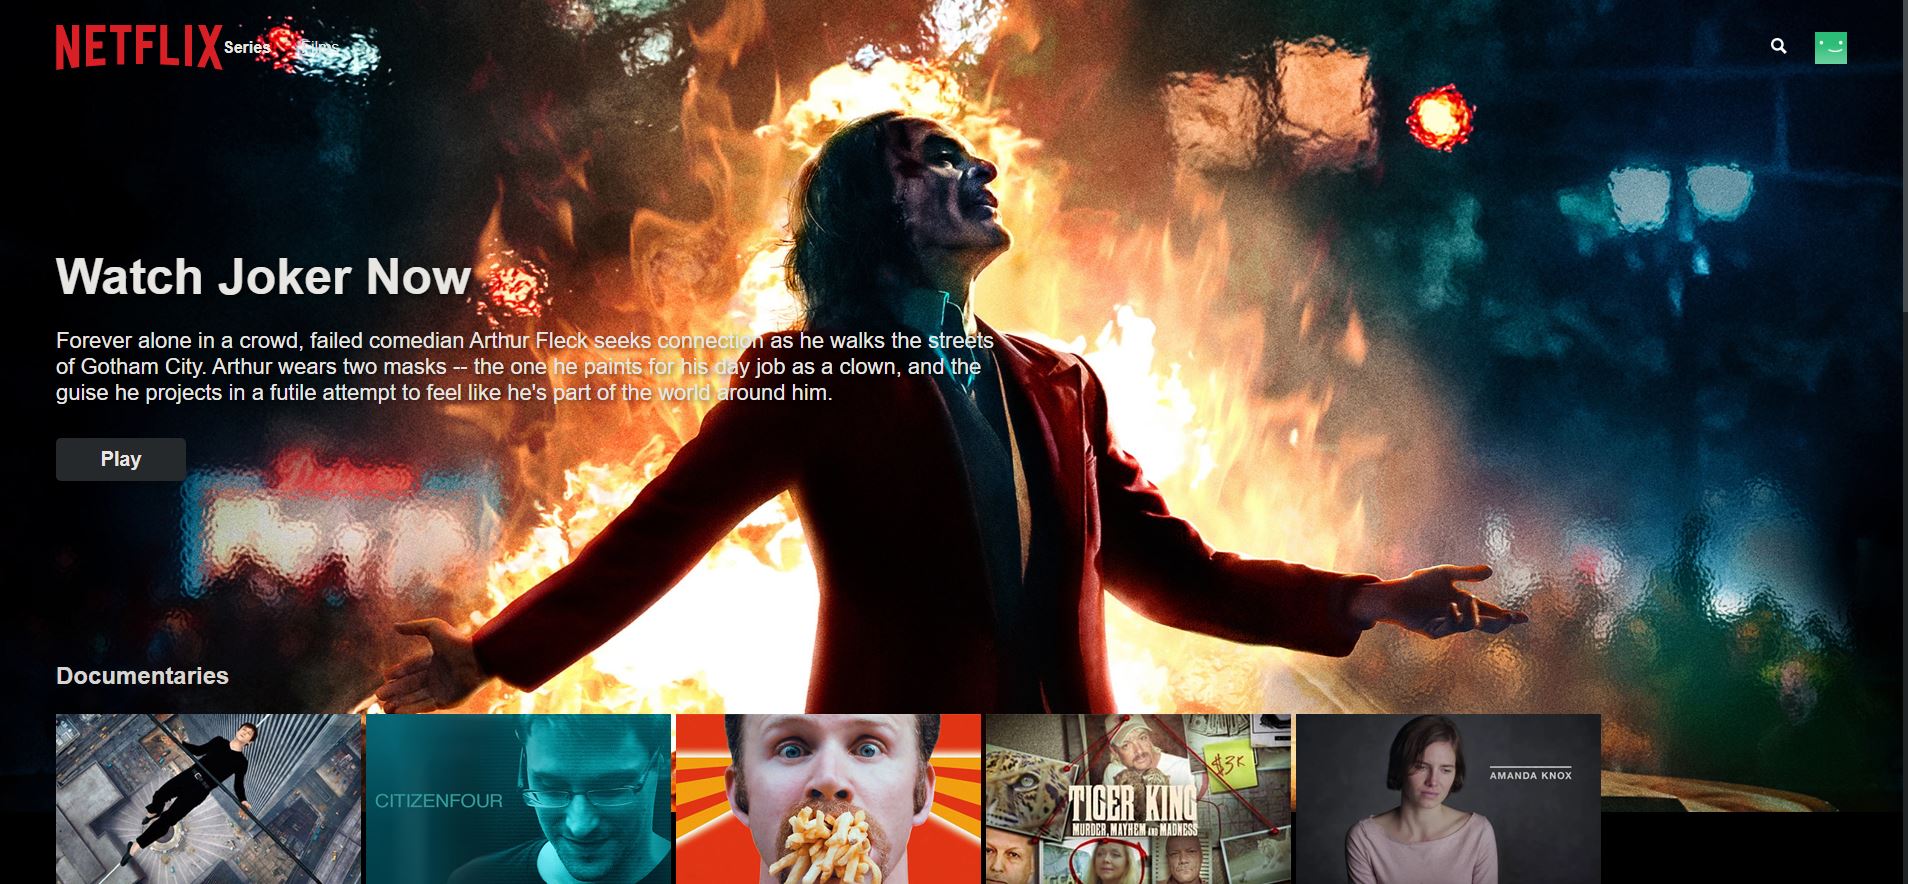 NETFLIX
Series
Films
Watch Joker Now
Forever alone in a crowd, failed comedian Arthur Fleck seeks connection as he walks the streets
of Gotham City. Arthur wears two masks -- the one he paints for his day job as a clown, and the
guise he projects in a futile attempt to feel like he's part of the world around him.
Play
Documentaries
CITIZENFOUR
$3K
TIGER KING
MURDER, MAYHEM AND MADNESS
AMANDA KNOX